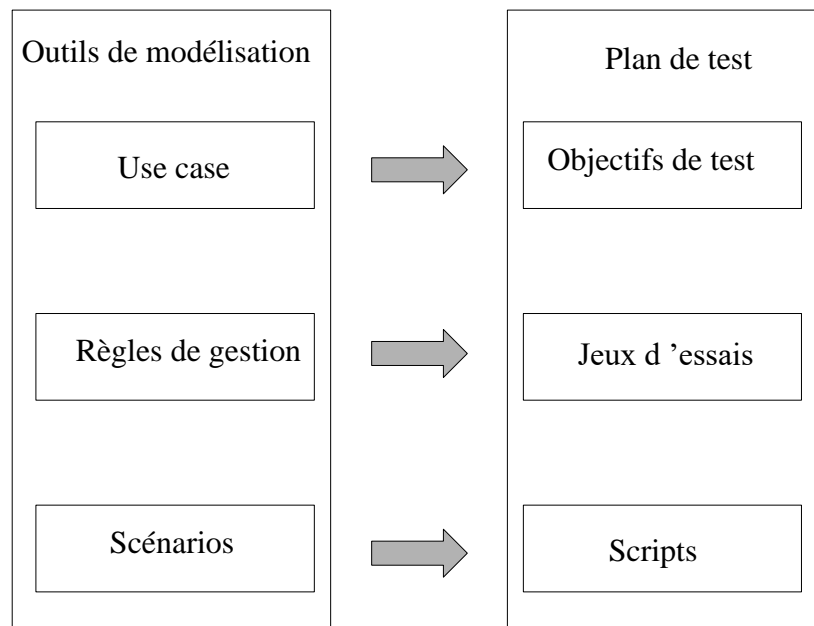 Outils de modélisation
Plan de test
Use case
Objectifs de test
Règles de gestion
Jeux d ’essais
Scénarios
Scripts